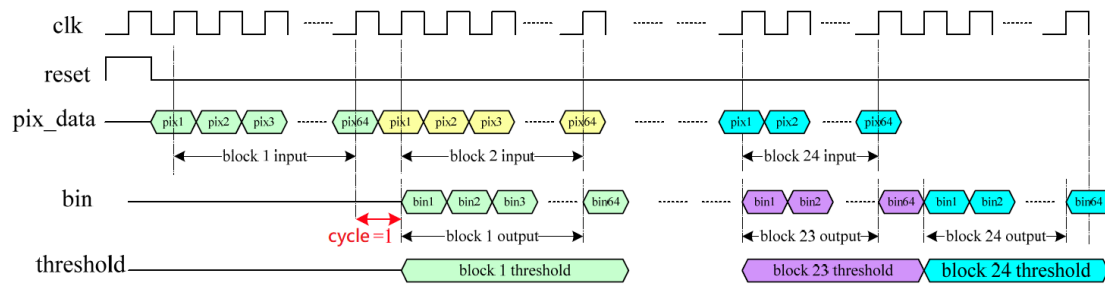 clk
reset
pix_data pix1 pix2 pix3 pix64 pix1 pix2 pix3 pix64 pix1 pix2 pix64
block 1 input block 2 input block 24 input
bin bin1 bin2 bin3 bin64 bin1 bin2 bin64 bin1 bin2 bin64
cycle=1 block 1 output block 23 output block 24 output
threshold block 1 threshold block 23 threshold block 24 threshold